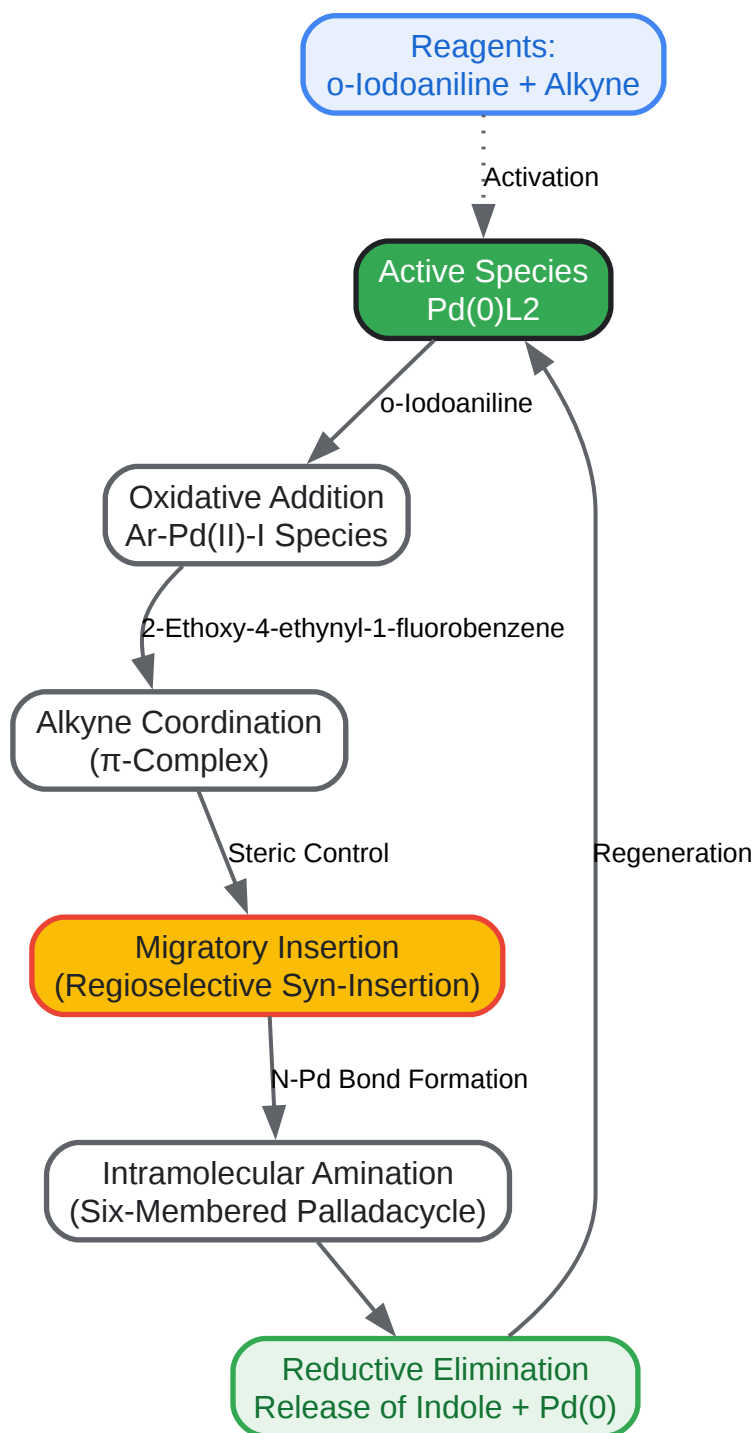 Reagents:
o-Iodoaniline + Alkyne
Activation
Active Species
Pd(0)L2
o-Iodoaniline
Oxidative Addition
Ar-Pd(II)-I Species
2-Ethoxy-4-ethynyl-1-fluorobenzene
Alkyne Coordination
(π-Complex)
Steric Control
Regeneration
Migratory Insertion
(Regioselective Syn-Insertion)
N-Pd Bond Formation
Intramolecular Amination
(Six-Membered Palladacycle)
Reductive Elimination
Release of Indole + Pd(0)